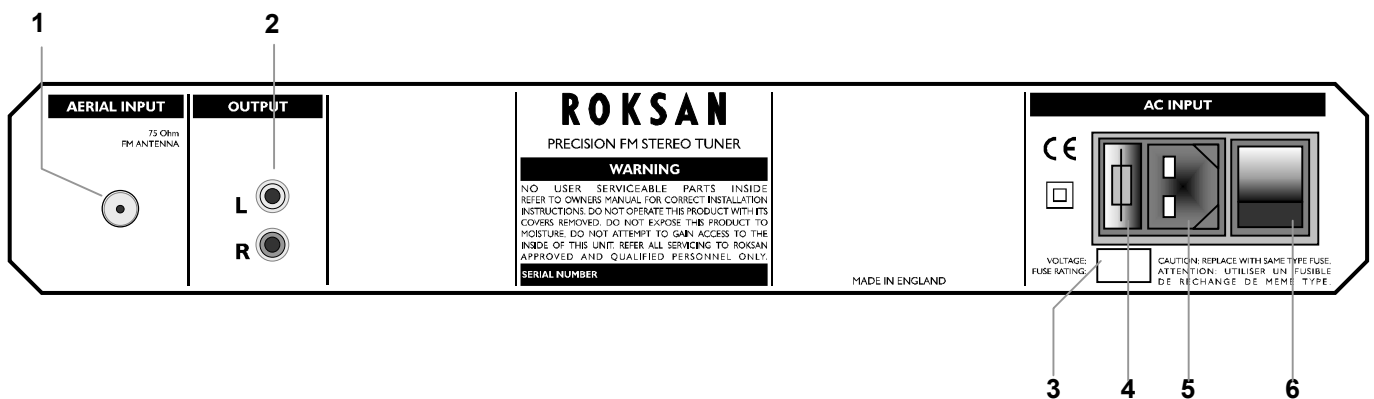 1
2
AERIAL INPUT
75 Ohm
FM ANTENNA
OUTPUT
L
R
ROKSAN
PRECISION FM STEREO TUNER
WARNING
NO USER SERVICEABLE PARTS INSIDE
REFER TO OWNERS MANUAL FOR CORRECT INSTALLATION
INSTRUCTIONS. DO NOT OPERATE THIS PRODUCT WITH ITS
COVERS REMOVED. DO NOT EXPOSE THIS PRODUCT TO
MOISTURE. DO NOT ATTEMPT TO GAIN ACCESS TO THE
INSIDE OF THIS UNIT. REFER ALL SERVICING TO ROKSAN
APPROVED AND QUALIFIED PERSONNEL ONLY.
SERIAL NUMBER
MADE IN ENGLAND
AC INPUT
CE
VOLTAGE:
FUSE RATING:
CAUTION: REPLACE WITH SAME TYPE FUSE.
ATTENTION: UTILISER UN FUSIBLE
DE RECHANGE DE MEME TYPE.
3
4
5
6